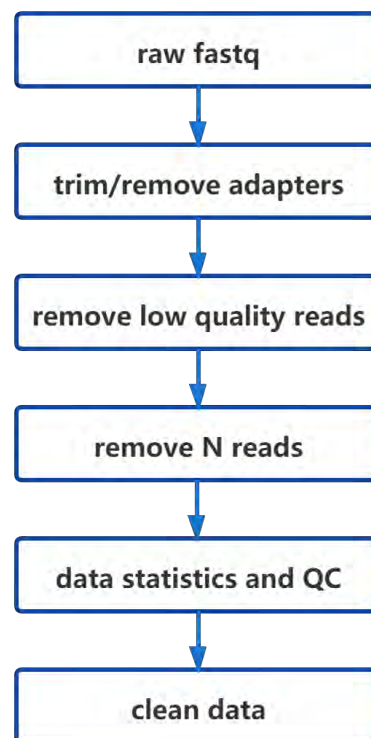 raw fastq
trim/remove adapters
remove low quality reads
remove N reads
data statistics and QC
clean data